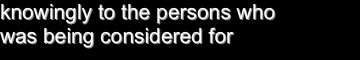 knowingly to the persons who
was being considered for